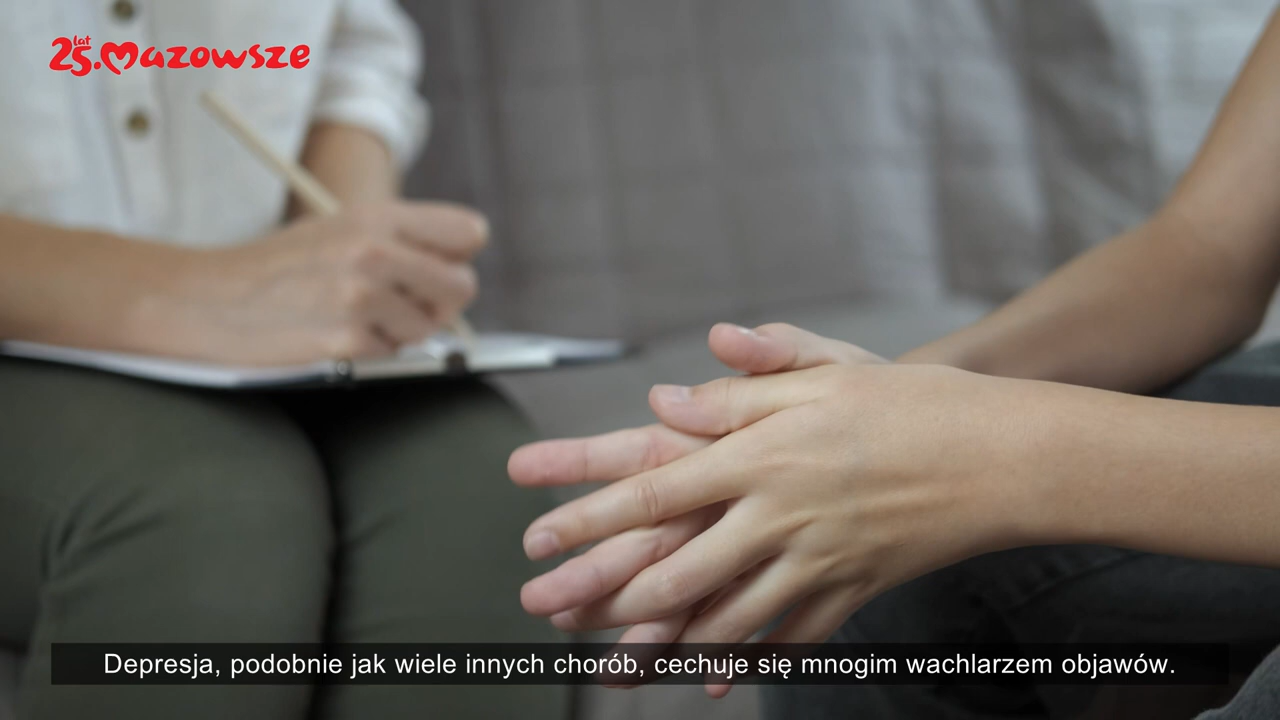 25 lat.Mazowsze
Depresja, podobnie jak wiele innych chorób, cechuje się mnogim wachlarzem objawów.